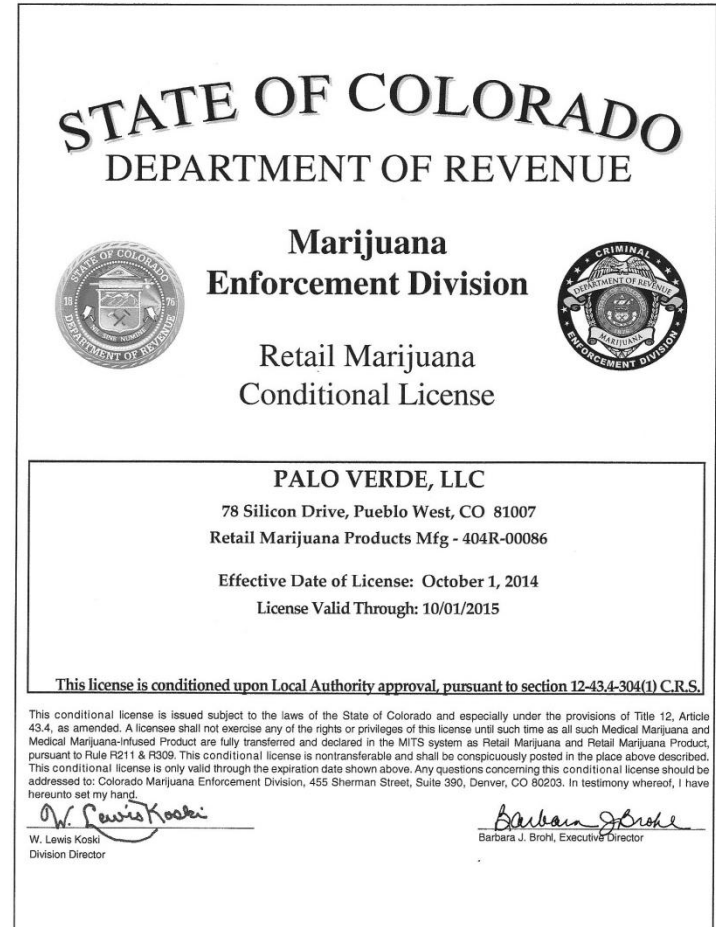 STATE OF COLORADO
DEPARTMENT OF REVENUE
Marijuana
Enforcement Division
STATE OF COLORADO
18 76
NIL SINE NUMINE
DEPARTMENT OF REVENUE
CRIMINAL
DEPARTMENT OF REVENUE
MARIJUANA
ENFORCEMENT DIVISION
Retail Marijuana
Conditional License
PALO VERDE, LLC
78 Silicon Drive, Pueblo West, CO 81007
Retail Marijuana Products Mfg - 404R-00086
Effective Date of License: October 1, 2014
License Valid Through: 10/01/2015
This license is conditioned upon Local Authority approval, pursuant to section 12-43.4-304(1) C.R.S.
This conditional license is issued subject to the laws of the State of Colorado and especially under the provisions of Title 12, Article
43.4, as amended. A licensee shall not exercise any of the rights or privileges of this license until such time as all such Medical Marijuana and
Medical Marijuana-Infused Product are fully transferred and declared in the MITS system as Retail Marijuana and Retail Marijuana Product,
pursuant to Rule R211 & R309. This conditional license is nontransferable and shall be conspicuously posted in the place above described.
This conditional license is only valid through the expiration date shown above. Any questions concerning this conditional license should be
addressed to: Colorado Marijuana Enforcement Division, 455 Sherman Street, Suite 390, Denver, CO 80203. In testimony whereof, I have
hereunto set my hand.
W. Lewis Koski
Barbara J Brohl
W. Lewis Koski
Barbara J. Brohl, Executive Director
Division Director